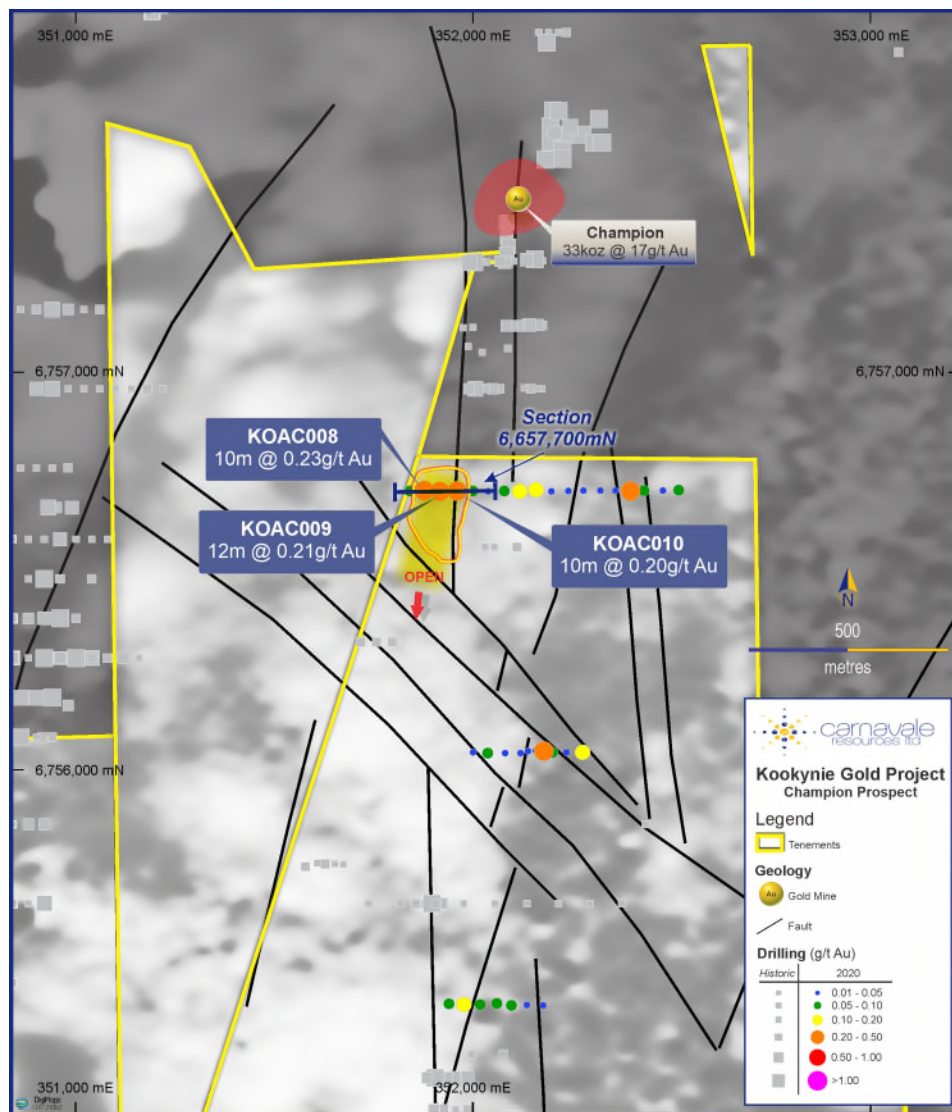 351,000 mE
352,000 mE
353,000 mE
Au
Champion
33koz @ 17g/t Au
6,757,000 mN
6,757,000 mN
Section
6,657,700mN
KOAC008
10m @ 0.23g/t Au
KOAC009
12m @ 0.21g/t Au
KOAC010
10m @ 0.20g/t Au
OPEN
N
500
metres
6,756,000 mN
carnavale
resources ltd
Kookynie Gold Project
Champion Prospect
Legend
Tenements
Geology
Au
Gold Mine
Fault
Drilling (g/t Au)
Historic
2020
0.01 - 0.05
0.05 - 0.10
0.10 - 0.20
0.20 - 0.50
0.50 - 1.00
>1.00
351,000 mE
352,000 mE
DigMaps